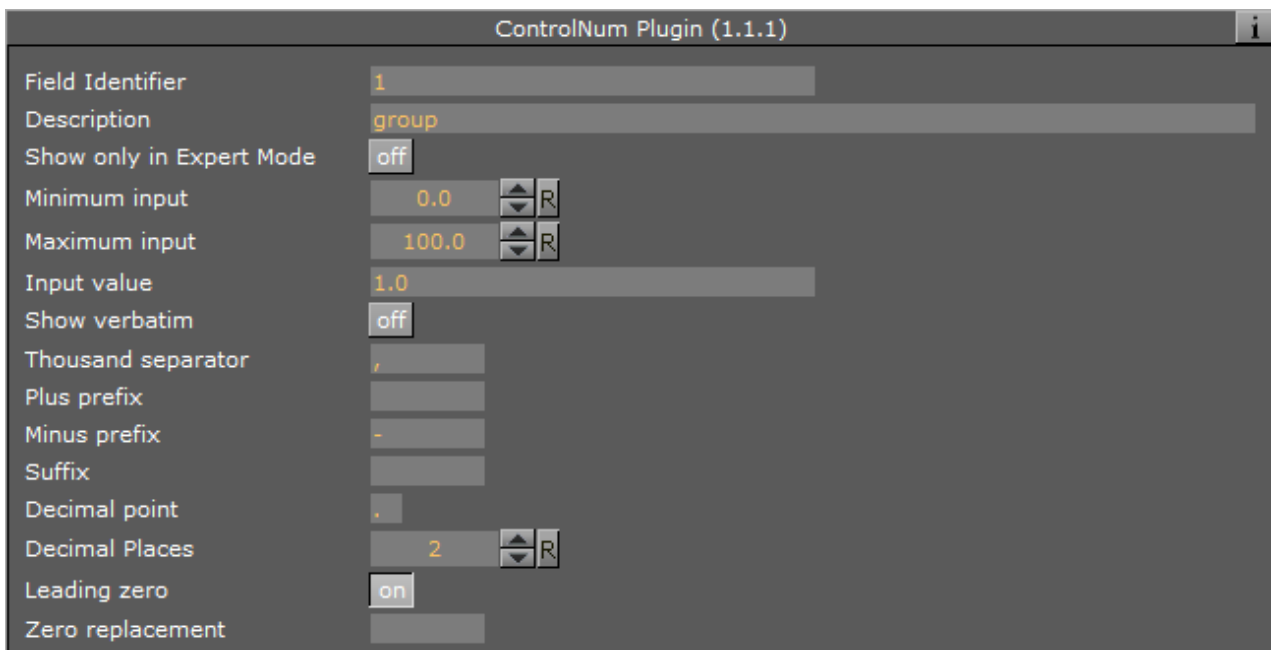 ControlNum Plugin (1.1.1) i
Field Identifier 1
Description group
Show only in Expert Mode off
Minimum input 0.0 R
Maximum input 100.0 R
Input value 1.0
Show verbatim off
Thousand separator ,
Plus prefix
Minus prefix -
Suffix
Decimal point .
Decimal Places 2 R
Leading zero on
Zero replacement